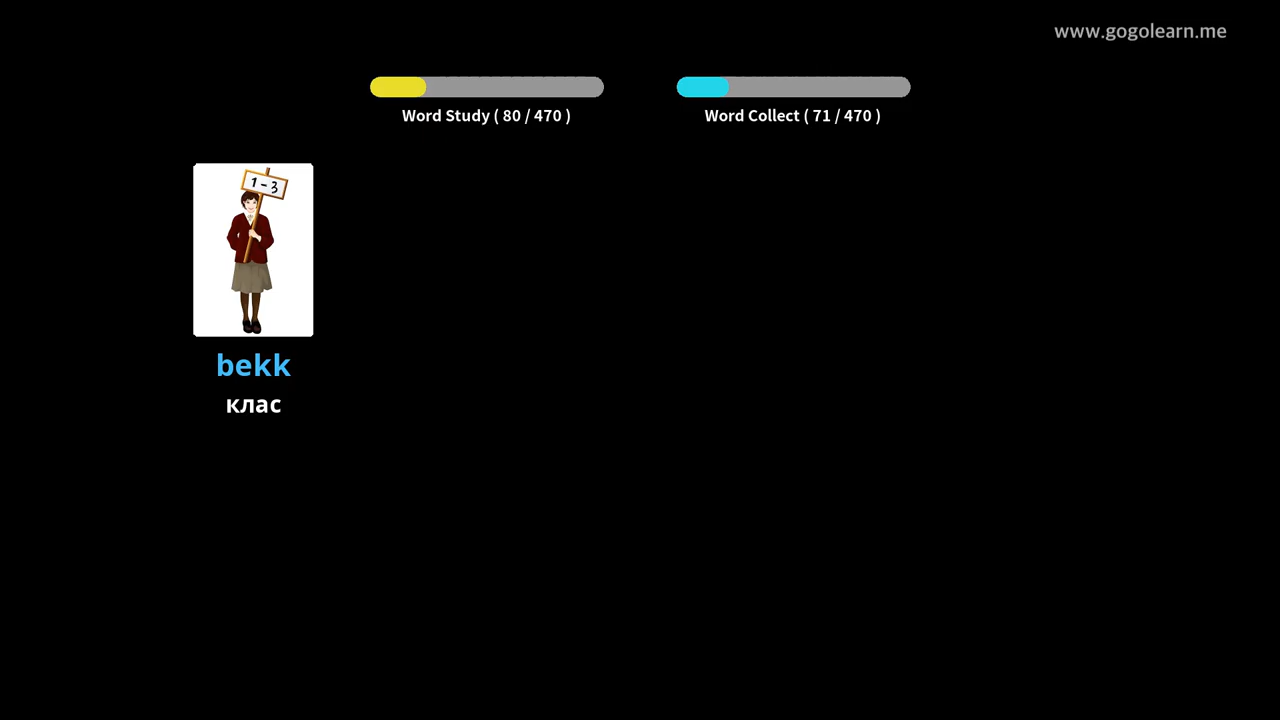 www.gogolearn.me
Word Study ( 80 / 470 )
Word Collect ( 71 / 470 )
1 - 3
bekk
клас